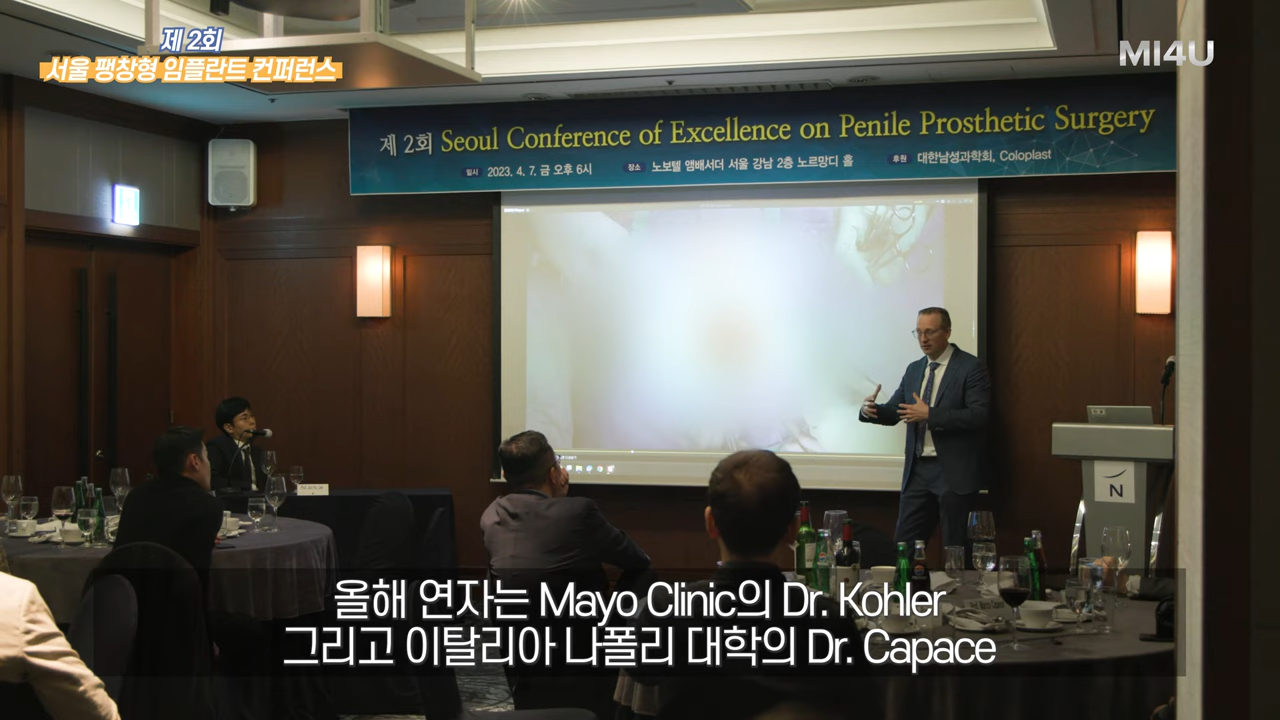 제 2회
서울 팽창형 임플란트 컨퍼런스
MI4U
제 2회 Seoul Conference of Excellence on Penile Prosthetic Surgery
일시 2023. 4. 7. 금 오후 6시 장소 노보텔 앰배서더 서울 강남 2층 노르망디 홀 후원 대한남성과학회, Coloplast
N
올해 연자는 Mayo Clinic의 Dr. Kohler
그리고 이탈리아 나폴리 대학의 Dr. Capace